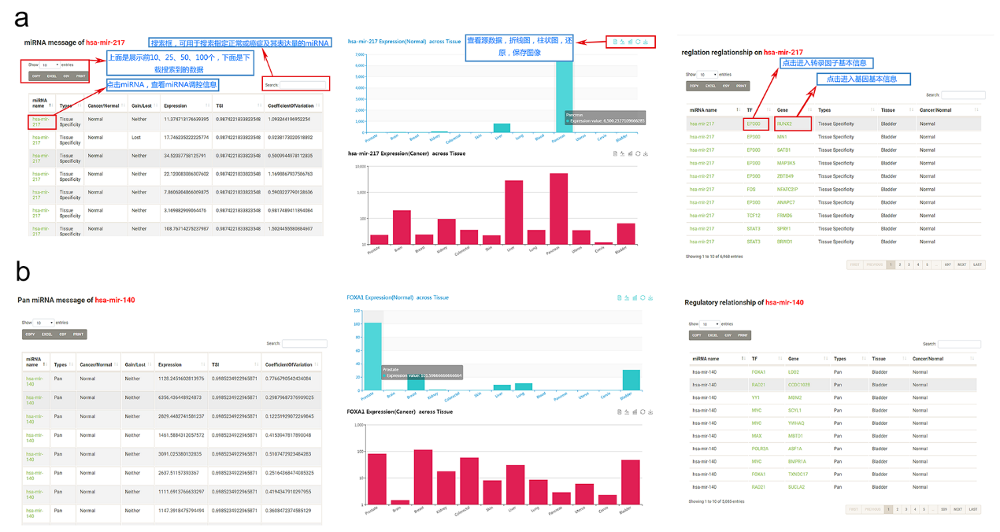 a
miRNA message of hsa-mir-217
搜索框，可用于搜索指定正常或癌症及其表达量的miRNA
上面是展示前10、25、50、100个，下面是下
载搜索到的数据
点击miRNA，查看miRNA调控信息
Show 10 entries
COPY EXCEL CSV PRINT
Search:
miRNA name Types Cancer/Normal Gain/Lost Expression TSI CoefficientOfVariation
hsa-mir-217 Tissue Specificity Normal Neither 11.374713176639395 0.9874221833823548 1.093244196952254
hsa-mir-217 Tissue Specificity Normal Lost 17.746235222225774 0.9874221833823548 0.9238173020518892
hsa-mir-217 Tissue Specificity Normal Neither 34.52037758125791 0.9874221833823548 0.5009944978112835
hsa-mir-217 Tissue Specificity Normal Neither 22.120083086307602 0.9874221833823548 1.1690867937586763
hsa-mir-217 Tissue Specificity Normal Neither 7.8606204866069875 0.9874221833823548 0.5903227790128636
hsa-mir-217 Tissue Specificity Normal Neither 3.169882969064476 0.9874221833823548 0.9817489411894084
hsa-mir-217 Tissue Specificity Normal Neither 108.76714275237987 0.9874221833823548 1.5024455580884697
hsa-mir-217 Expression(Normal) across Tissue
查看源数据，折线图，柱状图，还
原，保存图像
7,000
6,000
5,000
4,000
3,000
2,000
1,000
0
Pancreas
Expression value: 6,500.2327109666285
Prostate Brain Breast Kidney Colorectal Skin Liver Lung Blood Pancreas Uterus Cervix Bladder
hsa-mir-217 Expression(Cancer) across Tissue
10,000
1,000
100
10
Prostate Brain Breast Kidney Colorectal Skin Liver Lung Pancreas Uterus Cervix Bladder
reglation reglationship on hsa-mir-217
点击进入转录因子基本信息
点击进入基因基本信息
Show 10 entries
COPY EXCEL CSV PRINT
Search:
miRNA name TF Gene Types Tissue Cancer/Normal
hsa-mir-217 EP300 RUNX2 Tissue Specificity Bladder Normal
hsa-mir-217 EP300 MN1 Tissue Specificity Bladder Normal
hsa-mir-217 EP300 SATB1 Tissue Specificity Bladder Normal
hsa-mir-217 EP300 MAP3K5 Tissue Specificity Bladder Normal
hsa-mir-217 EP300 ZBTB49 Tissue Specificity Bladder Normal
hsa-mir-217 FOS NFATC2IP Tissue Specificity Bladder Normal
hsa-mir-217 EP300 ANAPC7 Tissue Specificity Bladder Normal
hsa-mir-217 TCF12 FRMD6 Tissue Specificity Bladder Normal
hsa-mir-217 STAT3 SPRY1 Tissue Specificity Bladder Normal
hsa-mir-217 STAT3 BRWD1 Tissue Specificity Bladder Normal
Showing 1 to 10 of 6,968 entries
FIRST PREVIOUS 1 2 3 4 5 … 697 NEXT LAST
b
Pan miRNA message of hsa-mir-140
Show 10 entries
COPY EXCEL CSV PRINT
Search:
miRNA name Types Cancer/Normal Gain/Lost Expression TSI CoefficientOfVariation
hsa-mir-140 Pan Normal Neither 1128.2451602813976 0.6985234922965871 0.7766790542434084
hsa-mir-140 Pan Normal Neither 6356.436448924873 0.6985234922965871 0.29879687376909025
hsa-mir-140 Pan Normal Neither 2829.4482741581237 0.6985234922965871 0.12251929072269845
hsa-mir-140 Pan Normal Neither 1461.5884312057572 0.6985234922965871 0.4153947817890048
hsa-mir-140 Pan Normal Neither 3091.025380132835 0.6985234922965871 0.5107472923484283
hsa-mir-140 Pan Normal Neither 2637.51157393367 0.6985234922965871 0.25164368474085325
hsa-mir-140 Pan Normal Neither 1111.6913766633297 0.6985234922965871 0.4194347910297955
hsa-mir-140 Pan Normal Neither 1147.3918475794494 0.6985234922965871 0.3608472374585129
FOXA1 Expression(Normal) across Tissue
120
100
80
60
40
20
0
Prostate
Expression value:
Prostate Brain Breast Kidney Colorectal Skin Liver Lung Blood Pancreas Uterus Cervix Bladder
FOXA1 Expression(Cancer) across Tissue
1,000
100
10
1
Prostate Brain Breast Kidney Colorectal Skin Liver Lung Pancreas Uterus Cervix Bladder
Regulatory relationship of hsa-mir-140
Show 10 entries
COPY EXCEL CSV PRINT
Search:
miRNA name TF Gene Types Tissue Cancer/Normal
hsa-mir-140 FOXA1 LDB2 Pan Bladder Normal
hsa-mir-140 RAD21 CCDC102B Pan Bladder Normal
hsa-mir-140 YY1 MDM2 Pan Bladder Normal
hsa-mir-140 MYC SCYL1 Pan Bladder Normal
hsa-mir-140 MYC YWHAQ Pan Bladder Normal
hsa-mir-140 MAX MBTD1 Pan Bladder Normal
hsa-mir-140 POLR2A ASF1A Pan Bladder Normal
hsa-mir-140 MYC BMPR1A Pan Bladder Normal
hsa-mir-140 FOXA1 TXNDC17 Pan Bladder Normal
hsa-mir-140 RAD21 SUCLA2 Pan Bladder Normal
Showing 1 to 10 of 5,085 entries
FIRST PREVIOUS 1 2 3 4 5 … 509 NEXT LAST